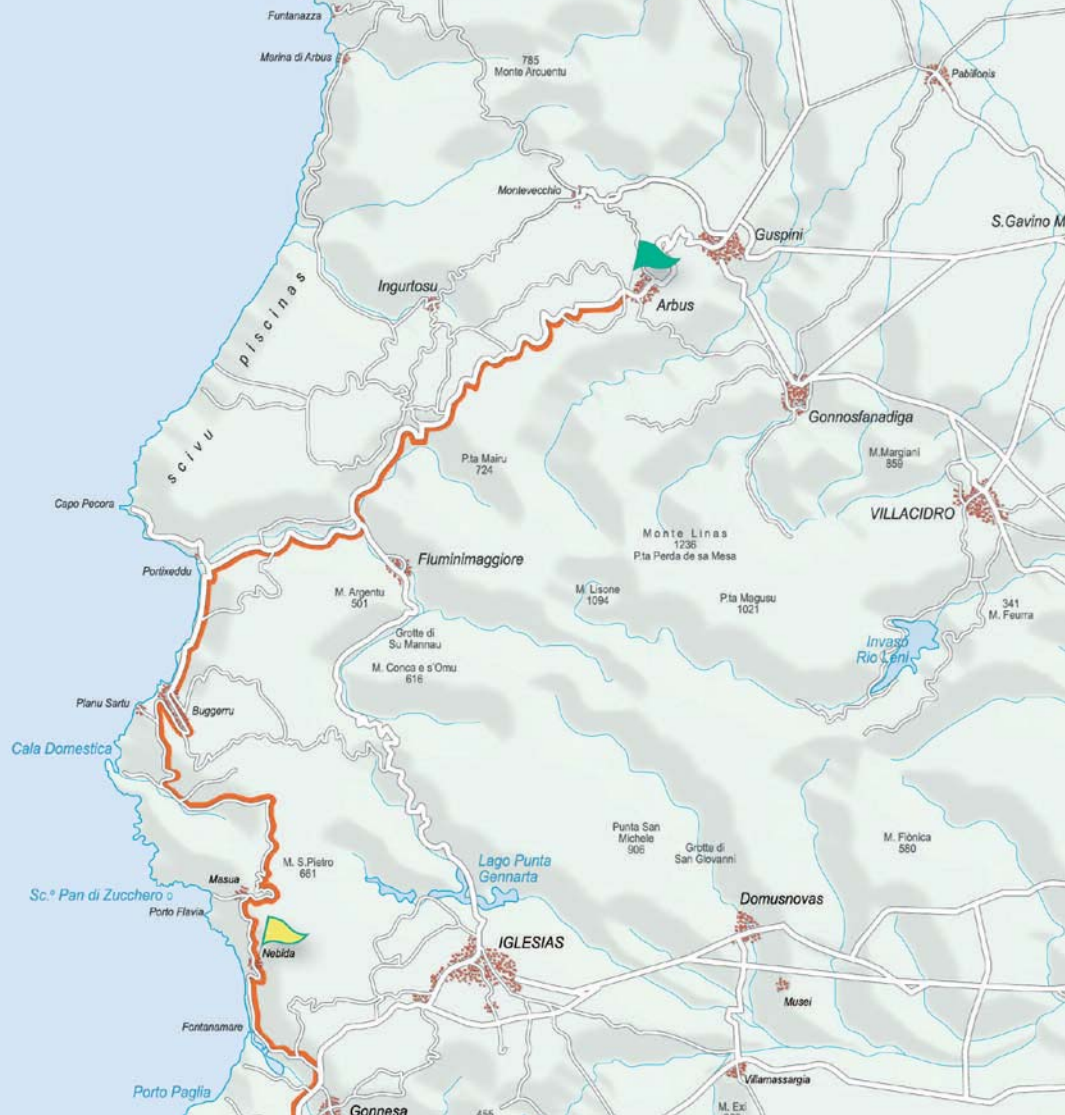 Funtanazza
Marina di Arbus
785
Monte Arcuentu
Pabillonis
Montevecchio
S.Gavino M
Guspini
Ingurtosu
Arbus
piscinas
scivu
Gonnosfanadiga
M.Margiani
859
P.ta Mairu
724
Capo Pecora
VILLACIDRO
Monte Linas
1236
P.ta Perda de sa Mesa
Portixeddu
Fluminimaggiore
M. Argentu
501
M. Lisone
1094
P.ta Magusu
1021
341
M. Feurra
Grotte di
Su Mannau
Invaso
Rio Leni
M. Conca e s'Omu
616
Planu Sartu
Buggerru
Cala Domestica
Punta San
Michele
906
Grotte di
San Giovanni
M. Fiònica
580
M. S.Pietro
661
Lago Punta
Gennarta
Masua
Sc.º Pan di Zucchero
Porto Flavia
Domusnovas
IGLESIAS
Nebida
Musei
Fontanamare
Villamassargia
Porto Paglia
Gonnesa
455
M. Exi